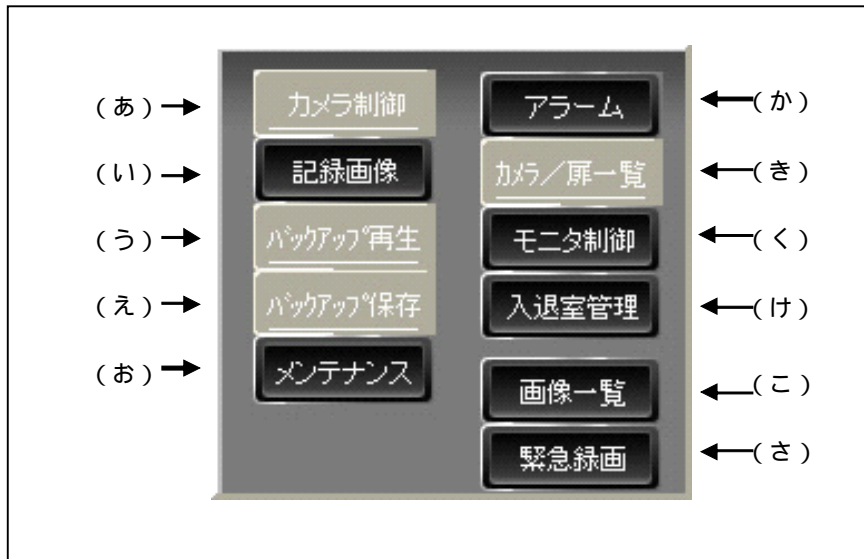 (あ) カメラ制御 アラーム (か)
(い) 記録画像 カメラ／扉一覧 (き)
(う) バックアップ再生 モニタ制御 (く)
(え) バックアップ保存 入退室管理 (け)
(お) メンテナンス 画像一覧 (こ)
緊急録画 (さ)